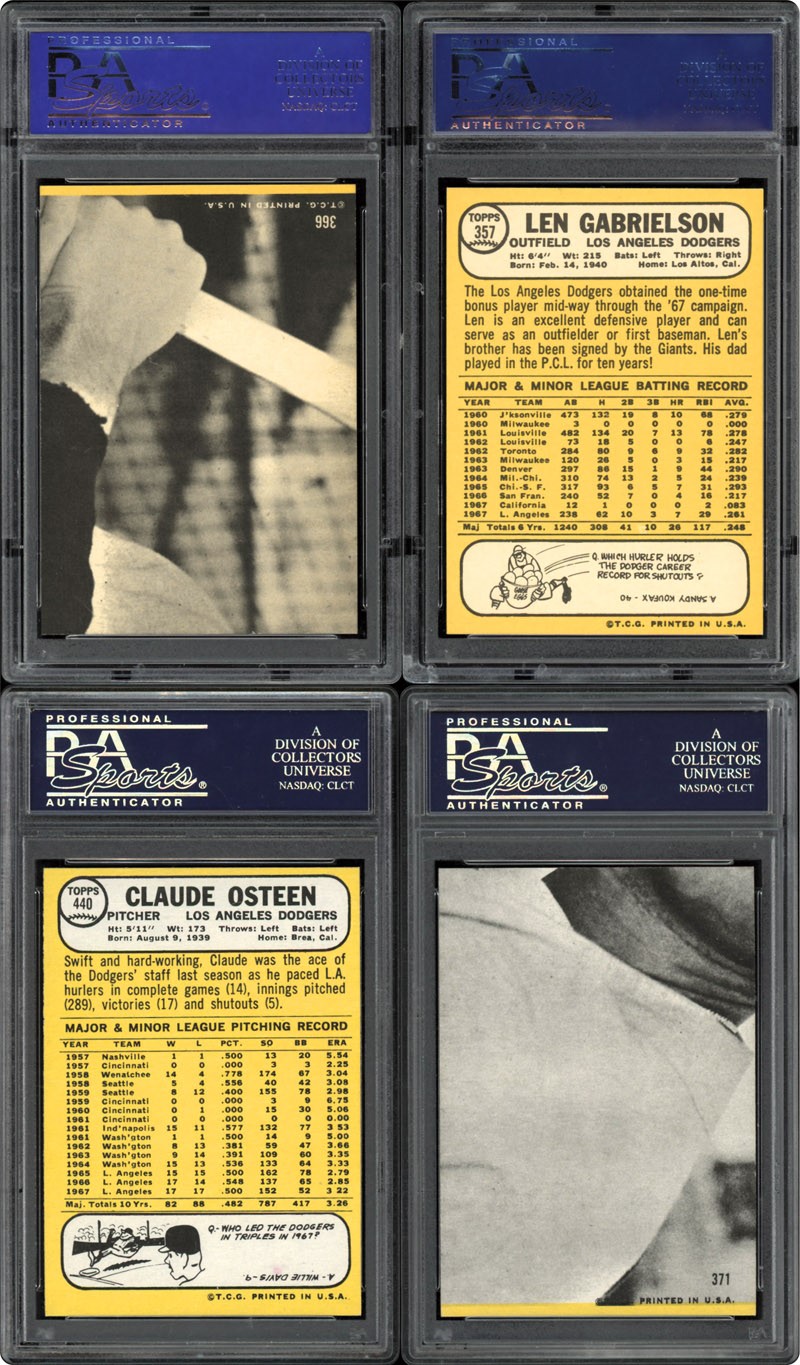 PROFESSIONAL
PSA
Sports
AUTHENTICATOR
A
DIVISION OF
COLLECTORS
UNIVERSE
NASDAQ: CLCT
©T.C.G. PRINTED IN U.S.A.
366
PROFESSIONAL
PSA
Sports
AUTHENTICATOR
A
DIVISION OF
COLLECTORS
UNIVERSE
NASDAQ: CLCT
TOPPS
357
LEN GABRIELSON
OUTFIELD LOS ANGELES DODGERS
Ht: 6'4" Wt: 215 Bats: Left Throws: Right
Born: Feb. 14, 1940 Home: Los Altos, Cal.
The Los Angeles Dodgers obtained the one-time
bonus player mid-way through the '67 campaign.
Len is an excellent defensive player and can
serve as an outfielder or first baseman. Len's
brother has been signed by the Giants. His dad
played in the P.C.L. for ten years!
MAJOR & MINOR LEAGUE BATTING RECORD
YEAR TEAM AB H 2B 3B HR RBI AVG.
1960 J'ksonville 473 132 19 8 10 68 .279
1960 Milwaukee 3 0 0 0 0 0 .000
1961 Louisville 482 134 20 7 13 78 .278
1962 Louisville 73 18 5 0 0 6 .247
1962 Toronto 284 80 9 6 9 32 .282
1963 Milwaukee 120 26 5 0 3 15 .217
1963 Denver 297 86 15 1 9 44 .290
1964 Mil.-Chi. 310 74 13 2 5 24 .239
1965 Chi.-S. F. 317 93 6 5 7 31 .293
1966 San Fran. 240 52 7 0 4 16 .217
1967 California 12 1 0 0 0 2 .083
1967 L. Angeles 238 62 10 3 7 29 .261
Maj Totals 6 Yrs. 1240 308 41 10 26 117 .248
Q. WHICH HURLER HOLDS
THE DODGER CAREER
RECORD FOR SHUTOUTS?
GOOSE
EGGS
A SANDY KOUFAX - 40
©T.C.G. PRINTED IN U.S.A.
PROFESSIONAL
PSA
Sports®
AUTHENTICATOR
A
DIVISION OF
COLLECTORS
UNIVERSE
NASDAQ: CLCT
TOPPS
440
CLAUDE OSTEEN
PITCHER LOS ANGELES DODGERS
Ht: 5'11" Wt: 173 Throws: Left Bats: Left
Born: August 9, 1939 Home: Brea, Cal.
Swift and hard-working, Claude was the ace of
the Dodgers' staff last season as he paced L.A.
hurlers in complete games (14), innings pitched
(289), victories (17) and shutouts (5).
MAJOR & MINOR LEAGUE PITCHING RECORD
YEAR TEAM W L PCT. SO BB ERA
1957 Nashville 1 1 .500 13 20 5.54
1957 Cincinnati 0 0 .000 3 3 2.25
1958 Wenatchee 14 4 .778 174 67 3.04
1958 Seattle 5 4 .556 40 42 3.08
1959 Seattle 8 12 .400 155 78 2.98
1959 Cincinnati 0 0 .000 3 9 6.75
1960 Cincinnati 0 1 .000 15 30 5.06
1961 Cincinnati 0 0 .000 0 0 0.00
1961 Ind'napolis 15 11 .577 132 77 3 53
1961 Wash'gton 1 1 .500 14 9 5.00
1962 Wash'gton 8 13 .381 59 47 3.66
1963 Wash'gton 9 14 .391 109 60 3.35
1964 Wash'gton 15 13 .536 133 64 3.33
1965 L. Angeles 15 15 .500 162 78 2.79
1966 L. Angeles 17 14 .548 137 65 2.85
1967 L. Angeles 17 17 .500 152 52 3 22
Maj. Totals 10 Yrs. 82 88 .482 787 417 3.26
Q.- WHO LED THE DODGERS
IN TRIPLES IN 1967?
A - WILLIE DAVIS - 9.
©T.C.G. PRINTED IN U.S.A.
PROFESSIONAL
PSA
Sports®
AUTHENTICATOR
A
DIVISION OF
COLLECTORS
UNIVERSE
NASDAQ: CLCT
371
PRINTED IN U.S.A.